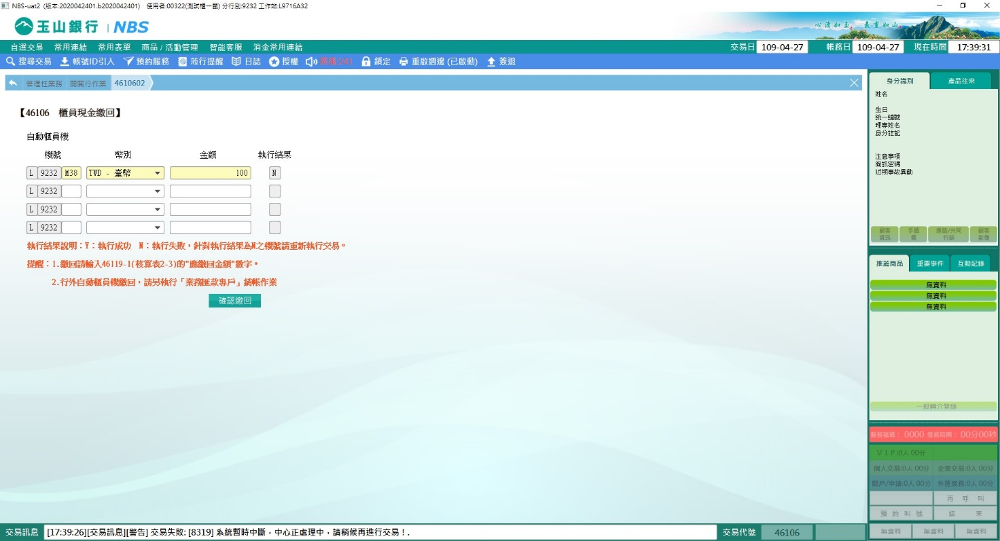 NBS-uat2 (版本:2020042401.b2020042401) 使用者:00322(測試櫃一髒) 分行別:9232 工作站:L9716A32
玉山銀行 | NBS
心清如玉, 義重如山
自選交易 常用連結 常用表單 商品/活動管理 智能客服 消金常用連結
交易日 109-04-27 帳務日 109-04-27 現在時間 17:39:31
搜尋交易 帳號ID引入 預約服務 蒞行提醒 日誌 授權 廣播:241 鎖定 重啟週邊 (已啟動) 簽退
管理性業務 開關行作業 4610602
【46106 櫃員現金繳回】
自動櫃員機
機號 幣別 金額 執行結果
L 9232 M38 TWD - 臺幣 100 N
L 9232
L 9232
L 9232
執行結果說明：Y：執行成功 N：執行失敗，針對執行結果為N之機號請重新執行交易。
提醒：1.繳回請輸入46119-1(核算表2-3)的"應繳回金額"數字。
2.行外自動櫃員機繳回，請另執行「業務匯款專戶」銷帳作業
確認繳回
身分識別 產品往來
姓名
生日
統一編號
理專姓名
身分註記
注意事項
簡訊密碼
近期事故異動
顧客資訊 通路/共同行銷 顧客影像
推薦商品 重要事件 互動記錄
無資料
無資料
無資料
一般轉介登錄
服務號碼： 0000 等候時間： 00分00秒
VIP:0人 00分
個人交易:0人 00分 企業交易:0人 00分
開戶/申請:0人 00分 外匯業務:0人 00分
再 呼 叫
預 約 叫 號 結 束
無資料 無資料 無資料
交易訊息 [17:39:26][交易訊息][警告] 交易失敗: [8319] 系統暫時中斷，中心正處理中，請稍候再進行交易！.
交易代號 46106